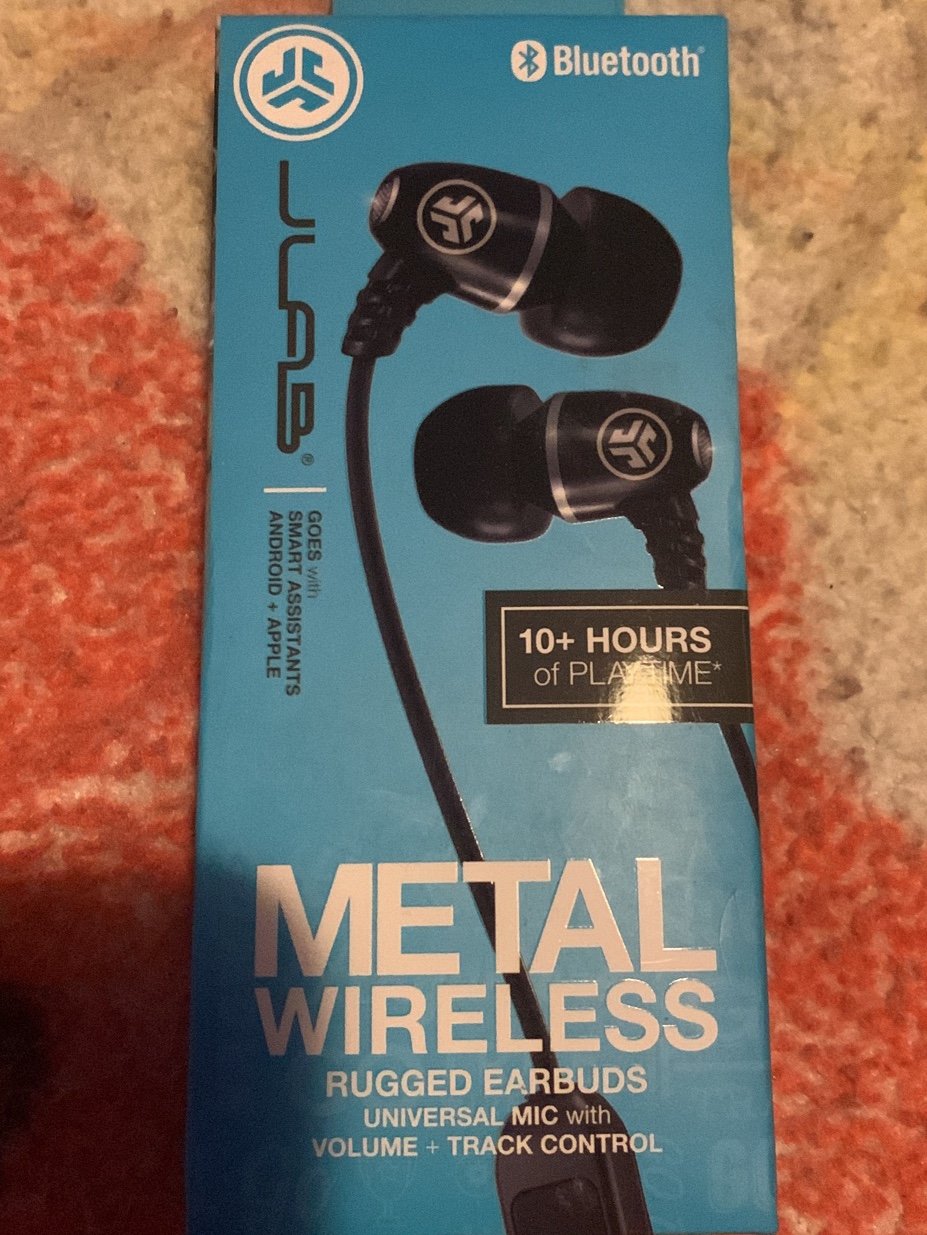 Bluetooth®
JLAB®
GOES with
SMART ASSISTANTS
ANDROID + APPLE
10+ HOURS
of PLAYTIME*
METAL
WIRELESS
RUGGED EARBUDS
UNIVERSAL MIC with
VOLUME + TRACK CONTROL